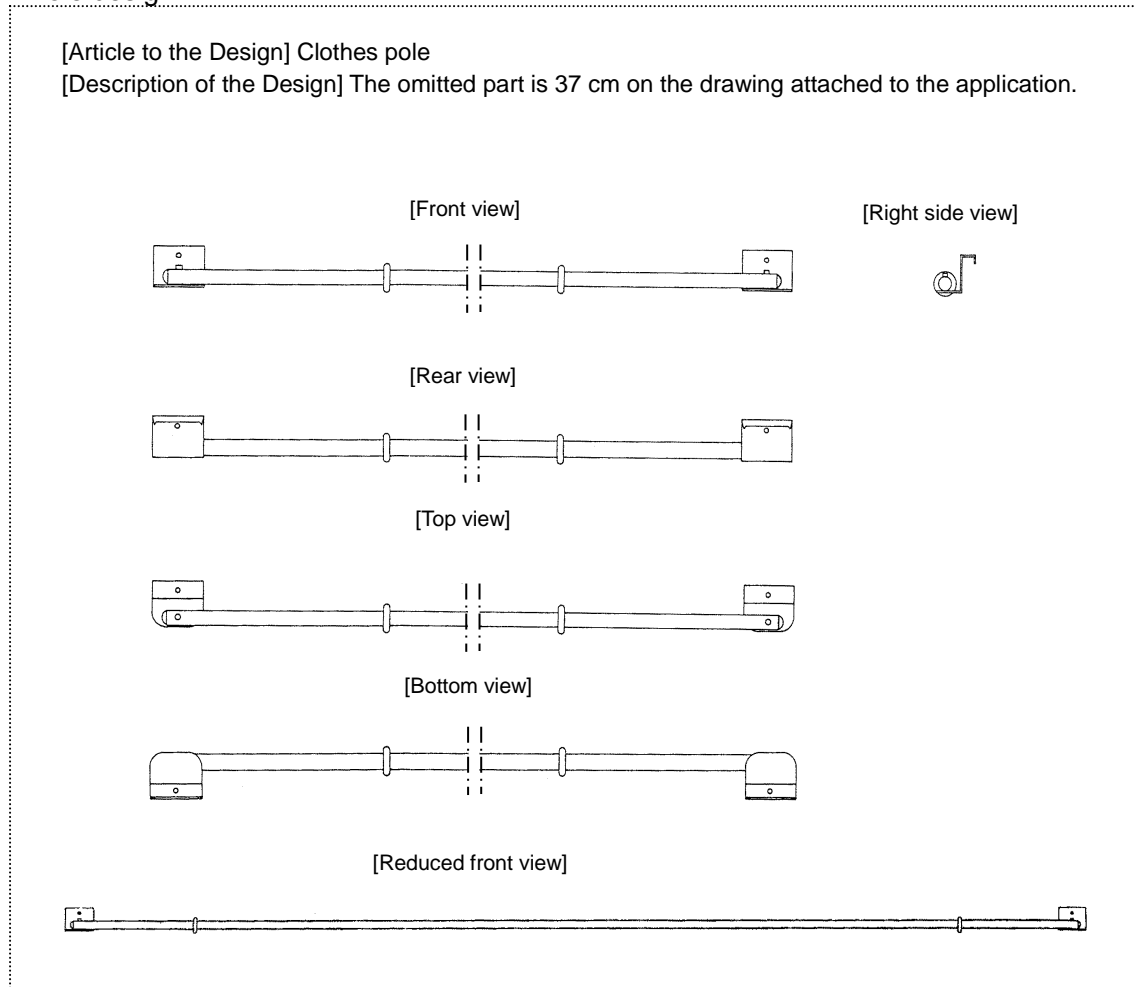 [Article to the Design] Clothes pole
[Description of the Design] The omitted part is 37 cm on the drawing attached to the application.
[Front view]
[Right side view]
[Rear view]
[Top view]
[Bottom view]
[Reduced front view]